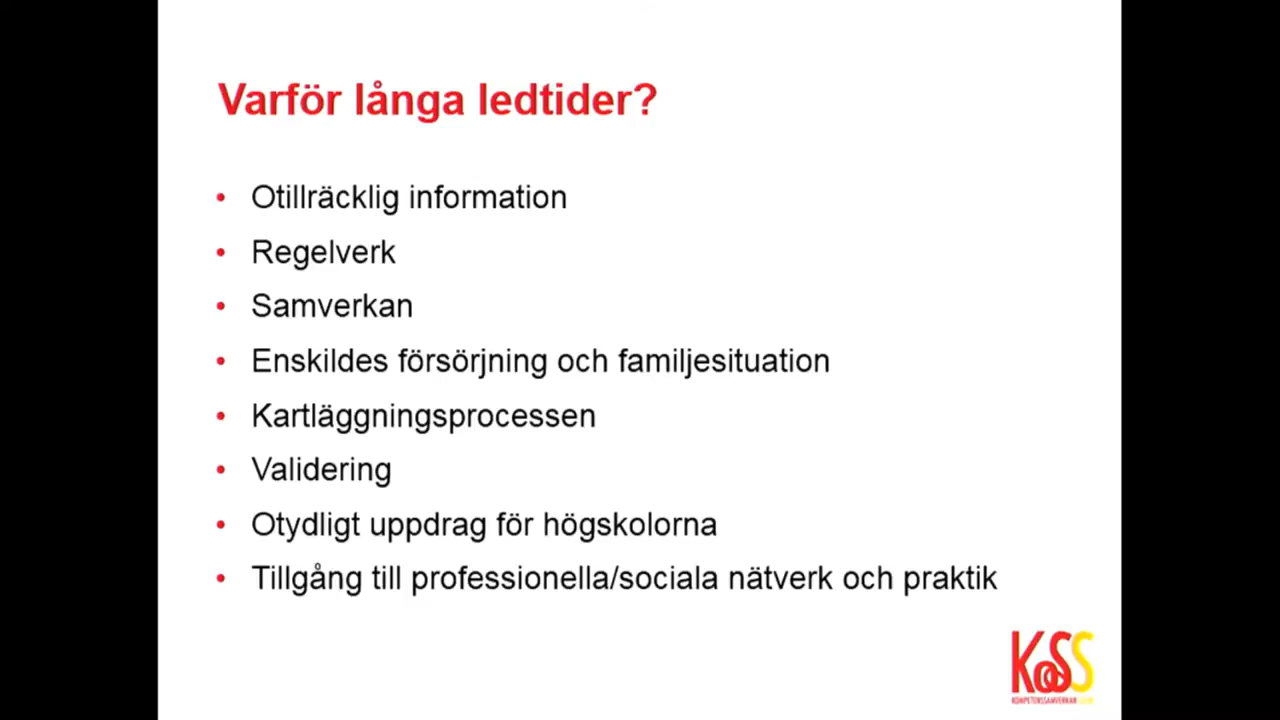 Varför långa ledtider?
• Otillräcklig information
• Regelverk
• Samverkan
• Enskildes försörjning och familjesituation
• Kartläggningsprocessen
• Validering
• Otydligt uppdrag för högskolorna
• Tillgång till professionella/sociala nätverk och praktik
KOSS
KOMPETENSSAMVERKAN